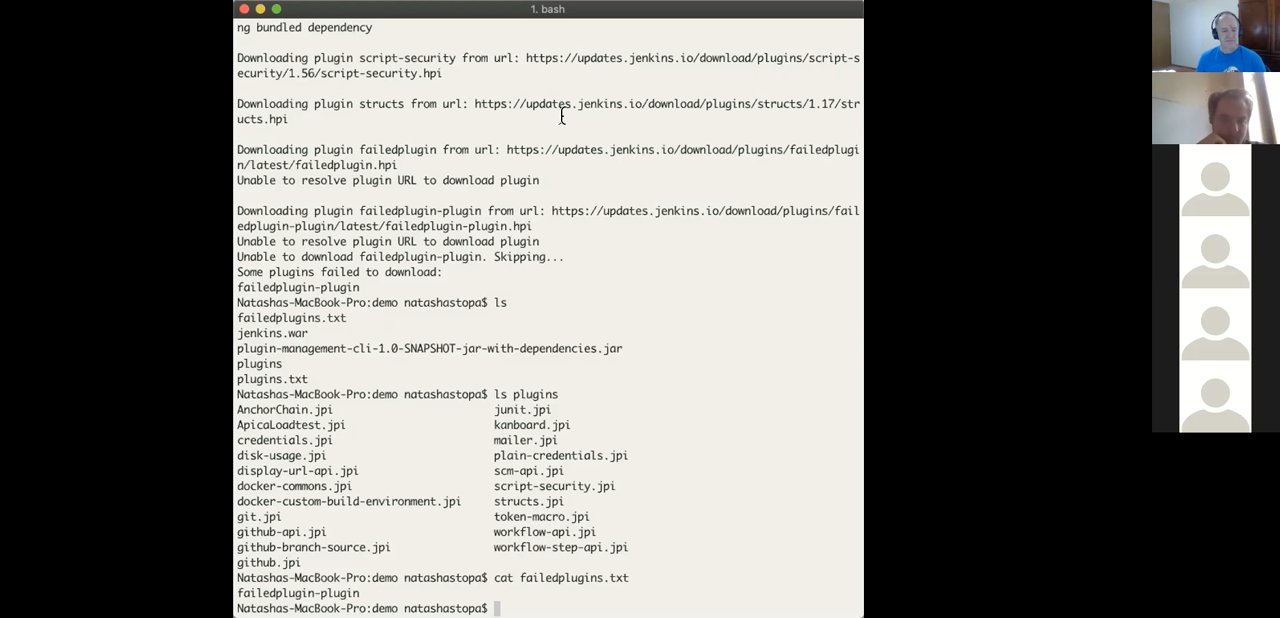 1. bash
ng bundled dependency
Downloading plugin script-security from url: https://updates.jenkins.io/download/plugins/script-s
ecurity/1.56/script-security.hpi
Downloading plugin structs from url: https://updates.jenkins.io/download/plugins/structs/1.17/str
ucts.hpi
Downloading plugin failedplugin from url: https://updates.jenkins.io/download/plugins/failedplugi
n/latest/failedplugin.hpi
Unable to resolve plugin URL to download plugin
Downloading plugin failedplugin-plugin from url: https://updates.jenkins.io/download/plugins/fail
edplugin-plugin/latest/failedplugin-plugin.hpi
Unable to resolve plugin URL to download plugin
Unable to download failedplugin-plugin. Skipping...
Some plugins failed to download:
failedplugin-plugin
Natashas-MacBook-Pro:demo natashastopa$ ls
failedplugins.txt
jenkins.war
plugin-management-cli-1.0-SNAPSHOT-jar-with-dependencies.jar
plugins
plugins.txt
Natashas-MacBook-Pro:demo natashastopa$ ls plugins
AnchorChain.jpi junit.jpi
ApicaLoadtest.jpi kanboard.jpi
credentials.jpi mailer.jpi
disk-usage.jpi plain-credentials.jpi
display-url-api.jpi scm-api.jpi
docker-commons.jpi script-security.jpi
docker-custom-build-environment.jpi structs.jpi
git.jpi token-macro.jpi
github-api.jpi workflow-api.jpi
github-branch-source.jpi workflow-step-api.jpi
github.jpi
Natashas-MacBook-Pro:demo natashastopa$ cat failedplugins.txt
failedplugin-plugin
Natashas-MacBook-Pro:demo natashastopa$